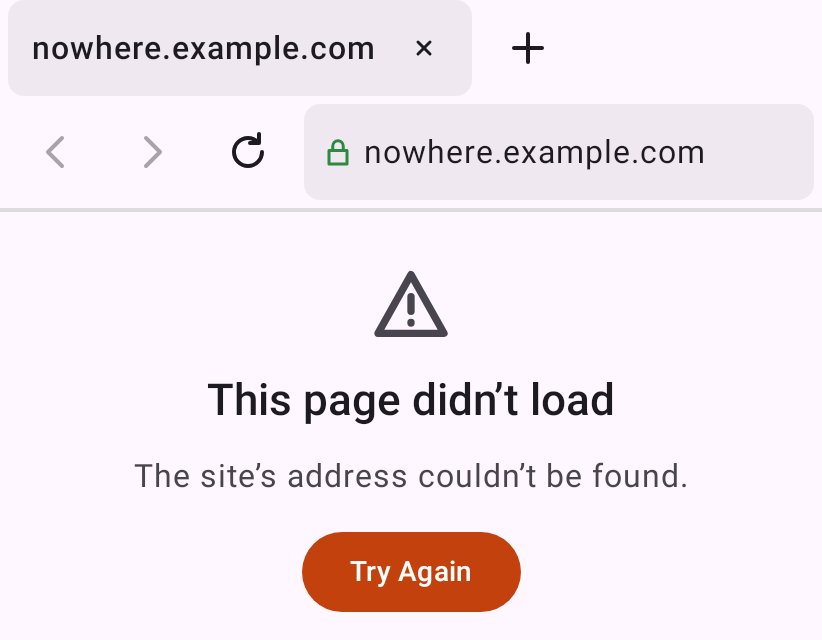 nowhere.example.com
nowhere.example.com
This page didn’t load
The site’s address couldn’t be found.
Try Again